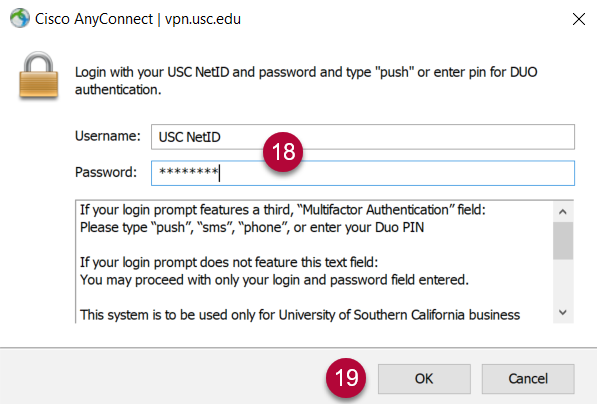 Cisco AnyConnect | vpn.usc.edu
Login with your USC NetID and password and type "push" or enter pin for DUO
authentication.
Username: USC NetID
18
Password: ********
If your login prompt features a third, “Multifactor Authentication” field:
Please type “push”, “sms”, “phone”, or enter your Duo PIN
If your login prompt does not feature this text field:
You may proceed with only your login and password field entered.
This system is to be used only for University of Southern California business
19 OK Cancel